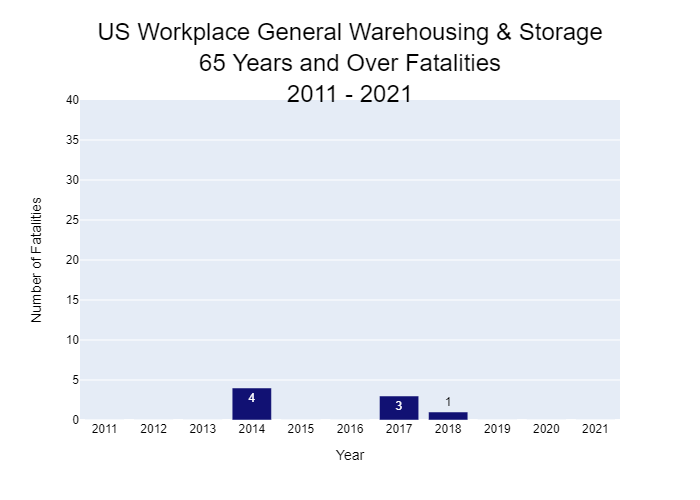 US Workplace General Warehousing & Storage
65 Years and Over Fatalities
2011 - 2021
40
35
30
25
20
15
10
5
0
Number of Fatalities
4
3
1
2011 2012 2013 2014 2015 2016 2017 2018 2019 2020 2021
Year